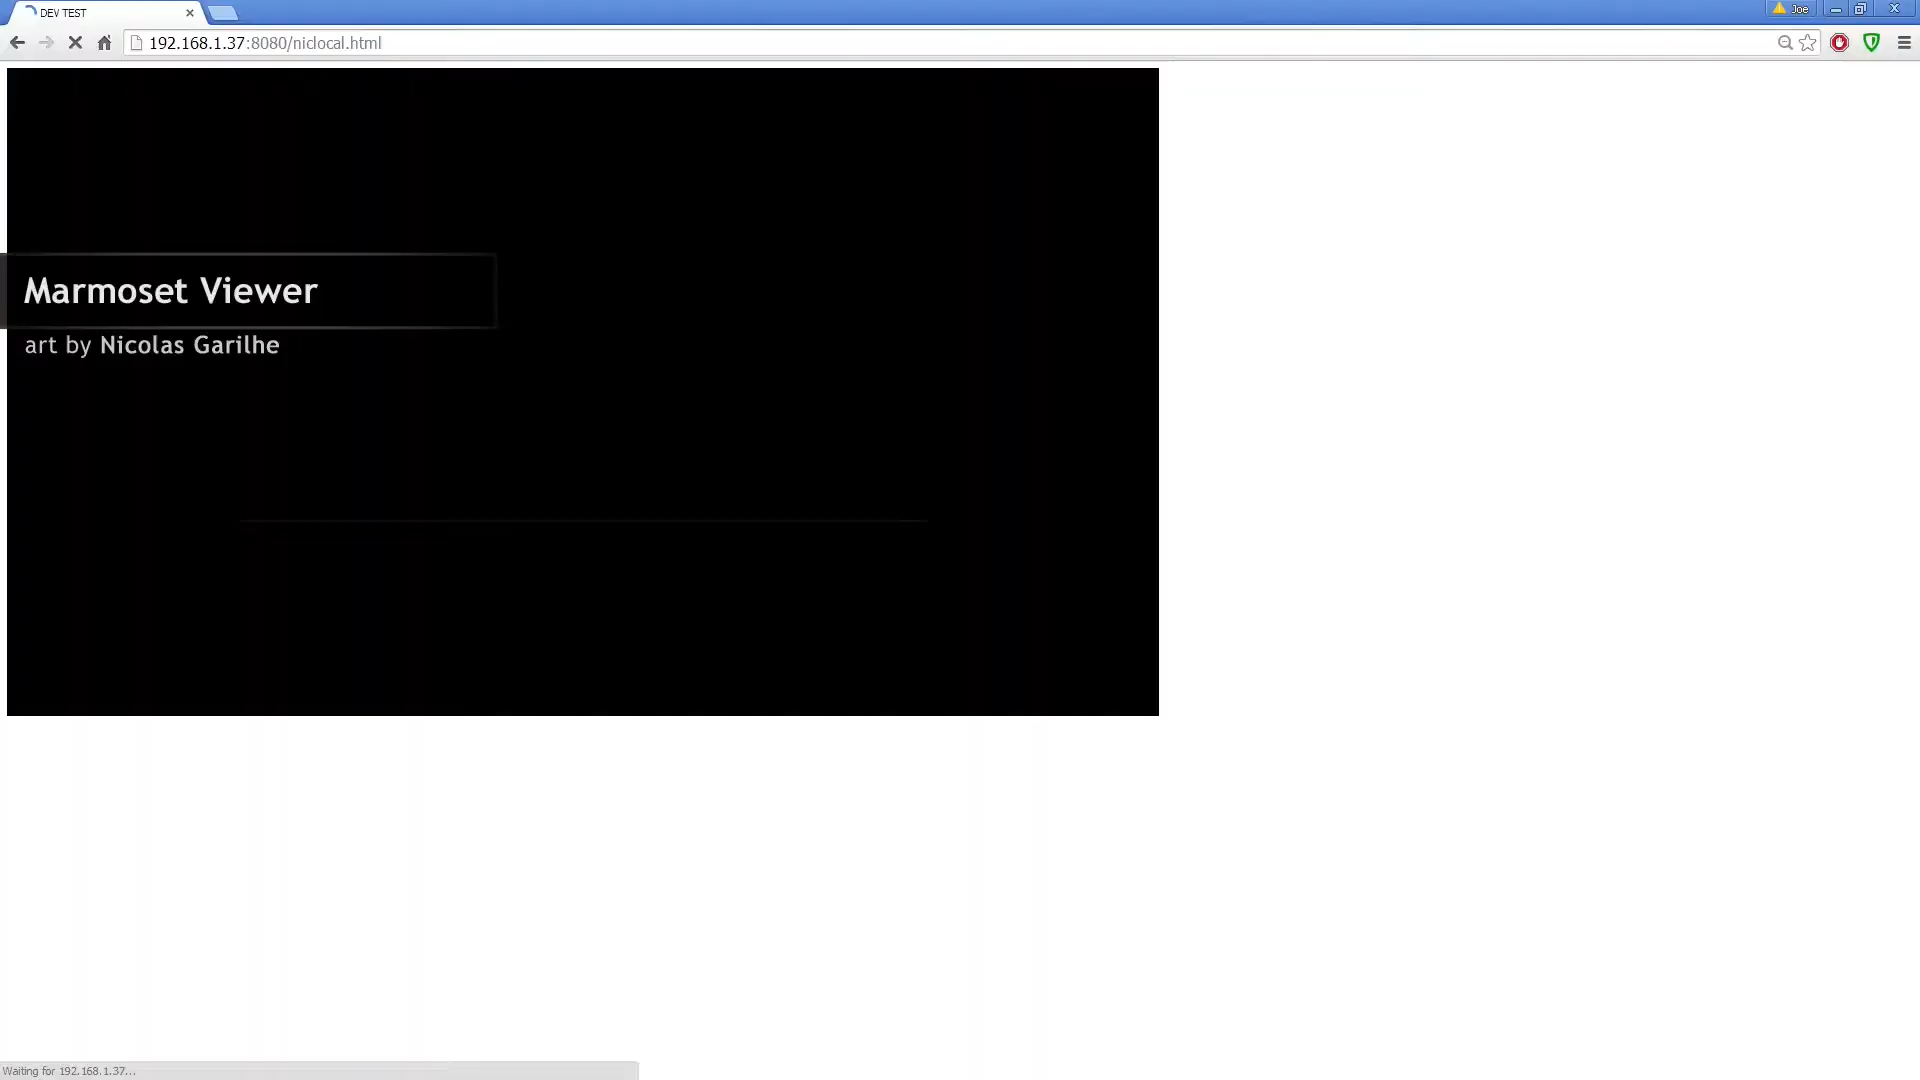 DEV TEST
Joe
192.168.1.37:8080/niclocal.html
Marmoset Viewer
art by Nicolas Garilhe
Waiting for 192.168.1.37...